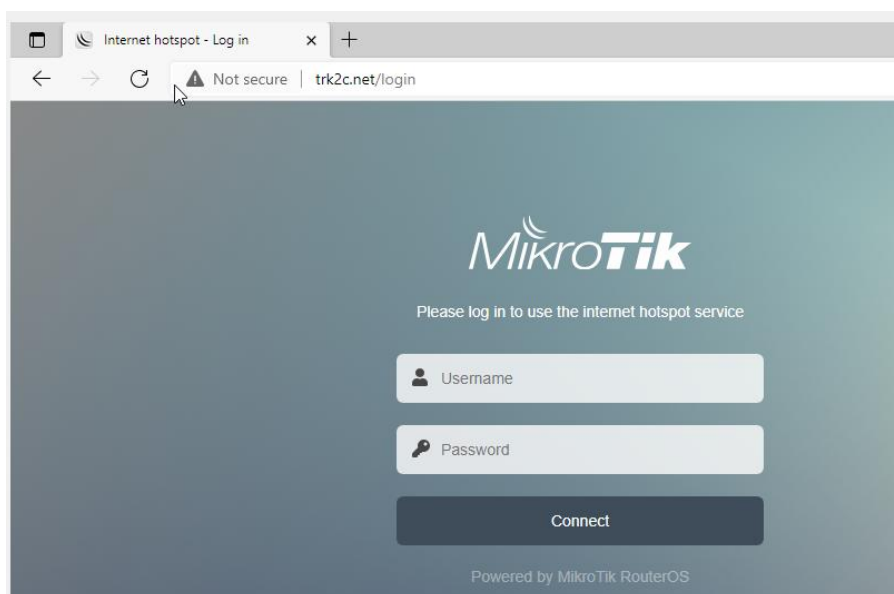 Internet hotspot - Log in
Not secure | trk2c.net/login
MikroTik
Please log in to use the internet hotspot service
Username
Password
Connect
Powered by MikroTik RouterOS